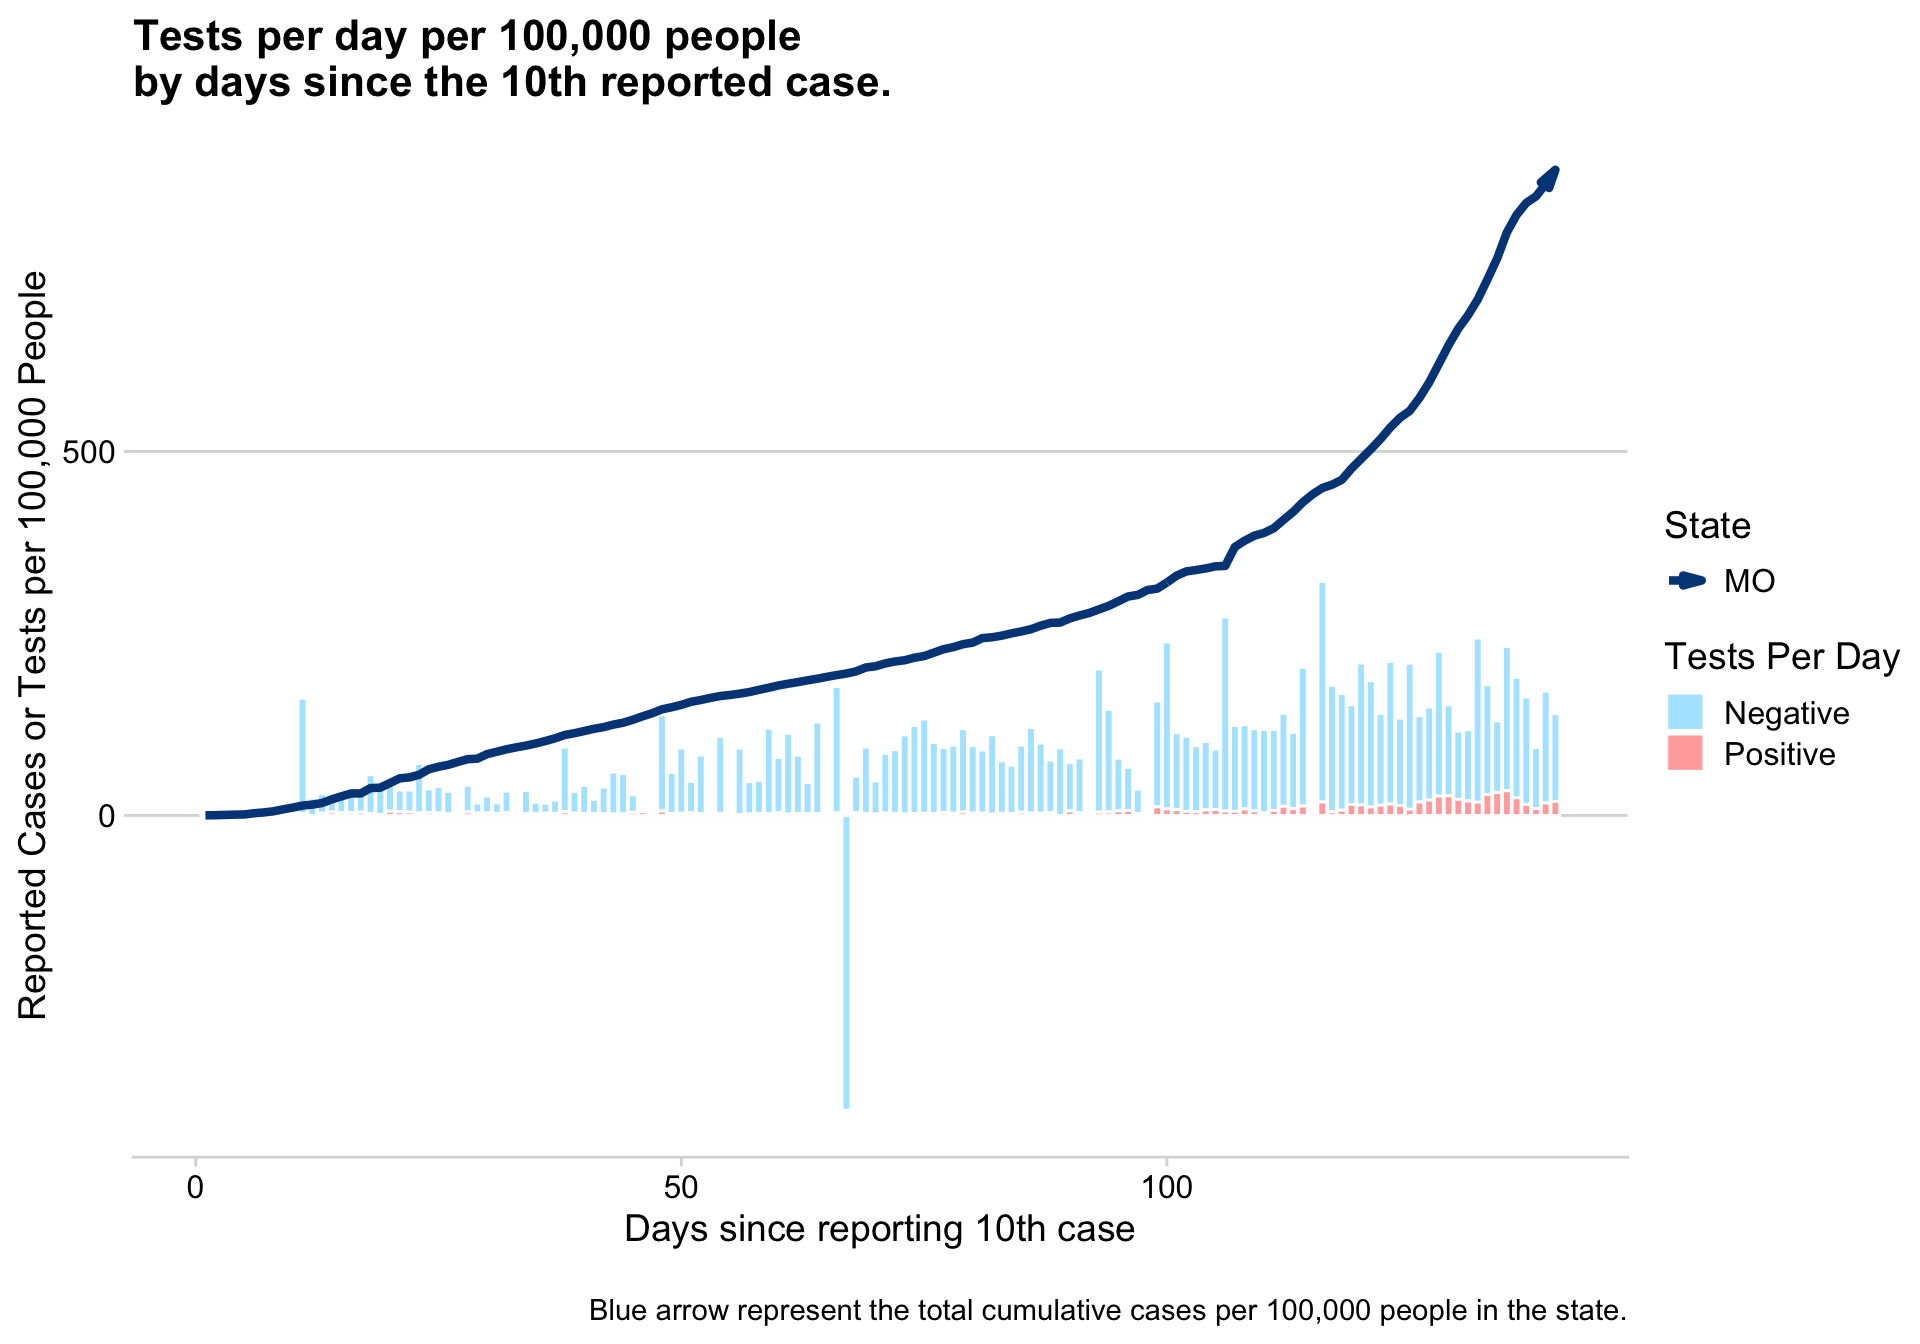 Tests per day per 100,000 people
by days since the 10th reported case.
Reported Cases or Tests per 100,000 People
500
0
0
50
100
Days since reporting 10th case
State
MO
Tests Per Day
Negative
Positive
Blue arrow represent the total cumulative cases per 100,000 people in the state.